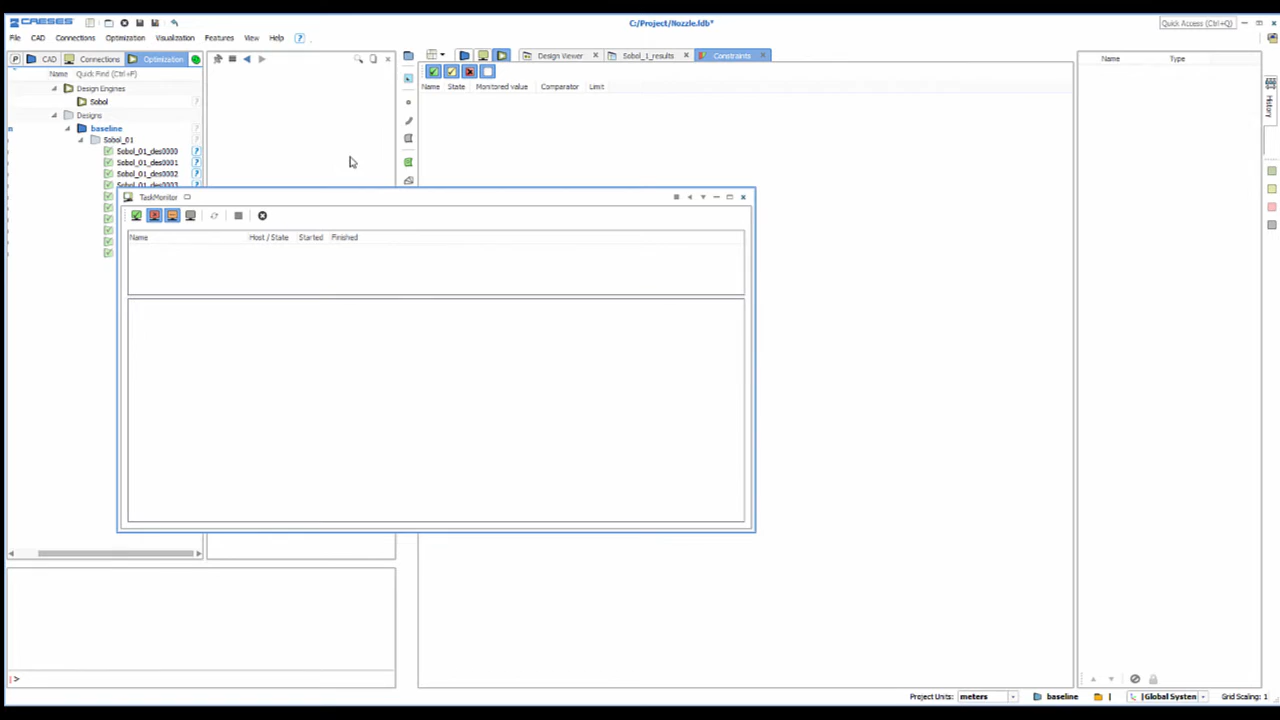 CAESES
C:/Project/Nozzle.fdb*
Quick Access (Ctrl+Q)
File CAD Connections Optimization Visualization Features View Help
CAD Connections Optimization
Design Viewer Sobol_1_results Constraints
Name Type
Name Quick Find (Ctrl+P)
Name State Monitored value Comparator Limit
History
Design Engines
Sobol
Designs
baseline
Sobol_01
Sobol_01_des0000
Sobol_01_des0001
Sobol_01_des0002
Sobol_01_des0003
TaskMonitor
Name Host / State Started Finished
>
Project Units: meters baseline | [Global System Grid Scaling: 1